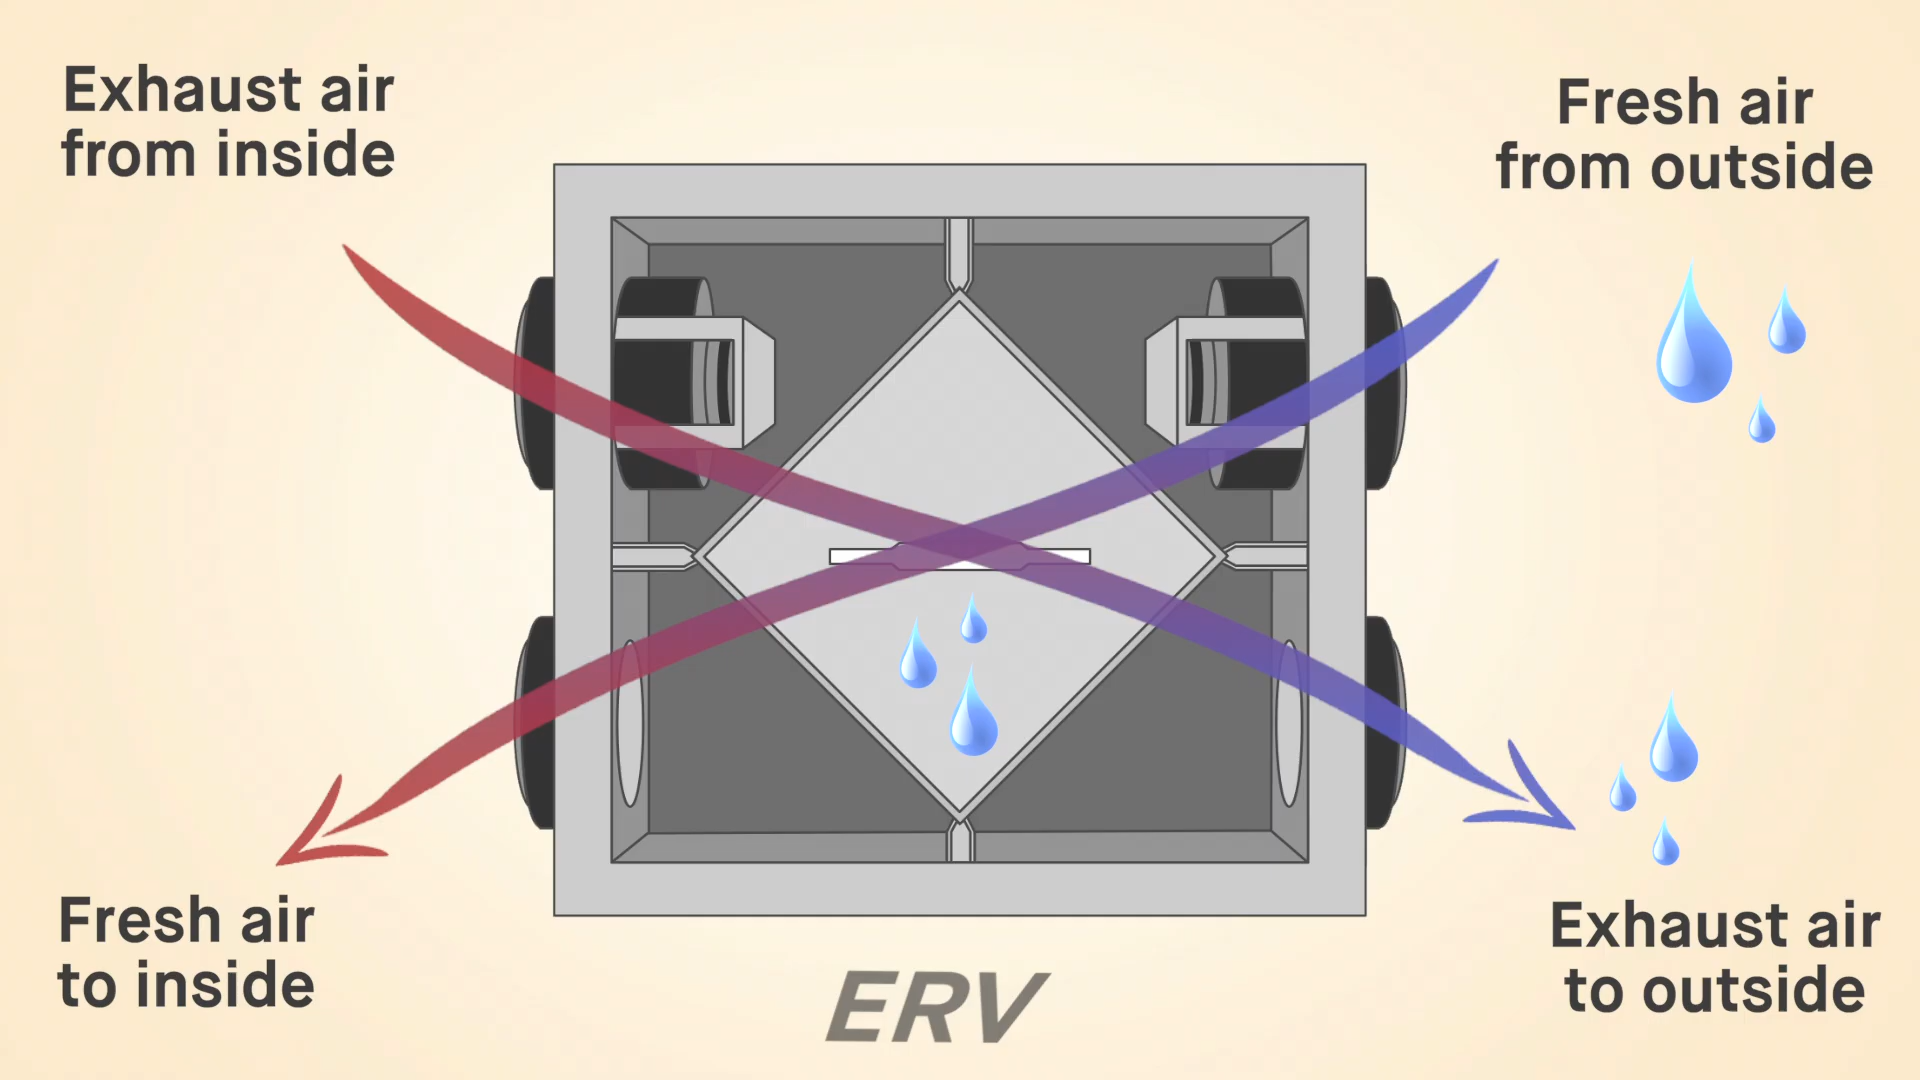 Exhaust air
from inside
Fresh air
from outside
Fresh air
to inside
Exhaust air
to outside
ERV